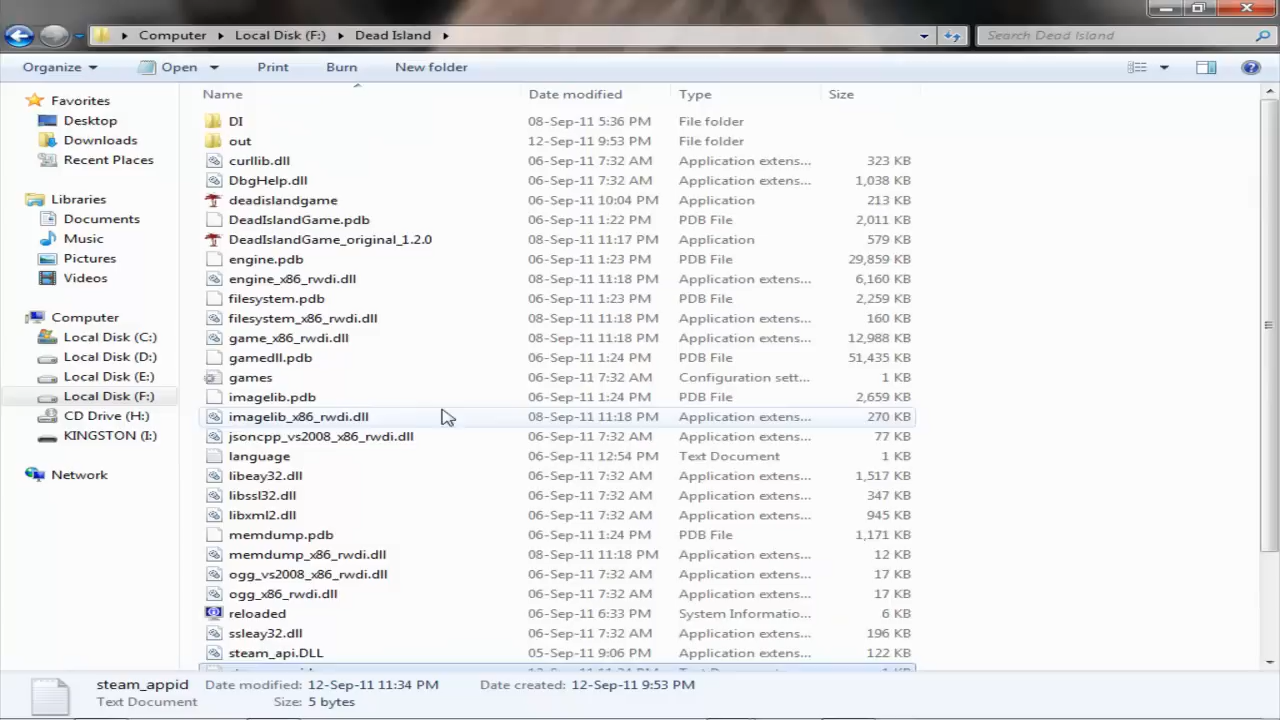 Computer Local Disk (F:) Dead Island Search Dead Island
Organize Open Print Burn New folder
Name Date modified Type Size
Favorites
Desktop
Downloads
Recent Places
Libraries
Documents
Music
Pictures
Videos
Computer
Local Disk (C:)
Local Disk (D:)
Local Disk (E:)
Local Disk (F:)
CD Drive (H:)
KINGSTON (I:)
Network
DI 08-Sep-11 5:36 PM File folder
out 12-Sep-11 9:53 PM File folder
curllib.dll 06-Sep-11 7:32 AM Application extens... 323 KB
DbgHelp.dll 06-Sep-11 7:32 AM Application extens... 1,038 KB
deadislandgame 06-Sep-11 10:04 PM Application 213 KB
DeadIslandGame.pdb 06-Sep-11 1:22 PM PDB File 2,011 KB
DeadIslandGame_original_1.2.0 08-Sep-11 11:17 PM Application 579 KB
engine.pdb 06-Sep-11 1:23 PM PDB File 29,859 KB
engine_x86_rwdi.dll 08-Sep-11 11:18 PM Application extens... 6,160 KB
filesystem.pdb 06-Sep-11 1:23 PM PDB File 2,259 KB
filesystem_x86_rwdi.dll 08-Sep-11 11:18 PM Application extens... 160 KB
game_x86_rwdi.dll 08-Sep-11 11:18 PM Application extens... 12,988 KB
gamedll.pdb 06-Sep-11 1:24 PM PDB File 51,435 KB
games 06-Sep-11 7:32 AM Configuration sett... 1 KB
imagelib.pdb 06-Sep-11 1:24 PM PDB File 2,659 KB
imagelib_x86_rwdi.dll 08-Sep-11 11:18 PM Application extens... 270 KB
jsoncpp_vs2008_x86_rwdi.dll 06-Sep-11 7:32 AM Application extens... 77 KB
language 06-Sep-11 12:54 PM Text Document 1 KB
libeay32.dll 06-Sep-11 7:32 AM Application extens... 1,517 KB
libssl32.dll 06-Sep-11 7:32 AM Application extens... 347 KB
libxml2.dll 06-Sep-11 7:32 AM Application extens... 945 KB
memdump.pdb 06-Sep-11 1:24 PM PDB File 1,171 KB
memdump_x86_rwdi.dll 08-Sep-11 11:18 PM Application extens... 12 KB
ogg_vs2008_x86_rwdi.dll 06-Sep-11 7:32 AM Application extens... 17 KB
ogg_x86_rwdi.dll 06-Sep-11 7:32 AM Application extens... 17 KB
reloaded 06-Sep-11 6:33 PM System Informatio... 6 KB
ssleay32.dll 06-Sep-11 7:32 AM Application extens... 196 KB
steam_api.DLL 05-Sep-11 9:06 PM Application extens... 122 KB
steam_appid Date modified: 12-Sep-11 11:34 PM Date created: 12-Sep-11 9:53 PM
Text Document Size: 5 bytes